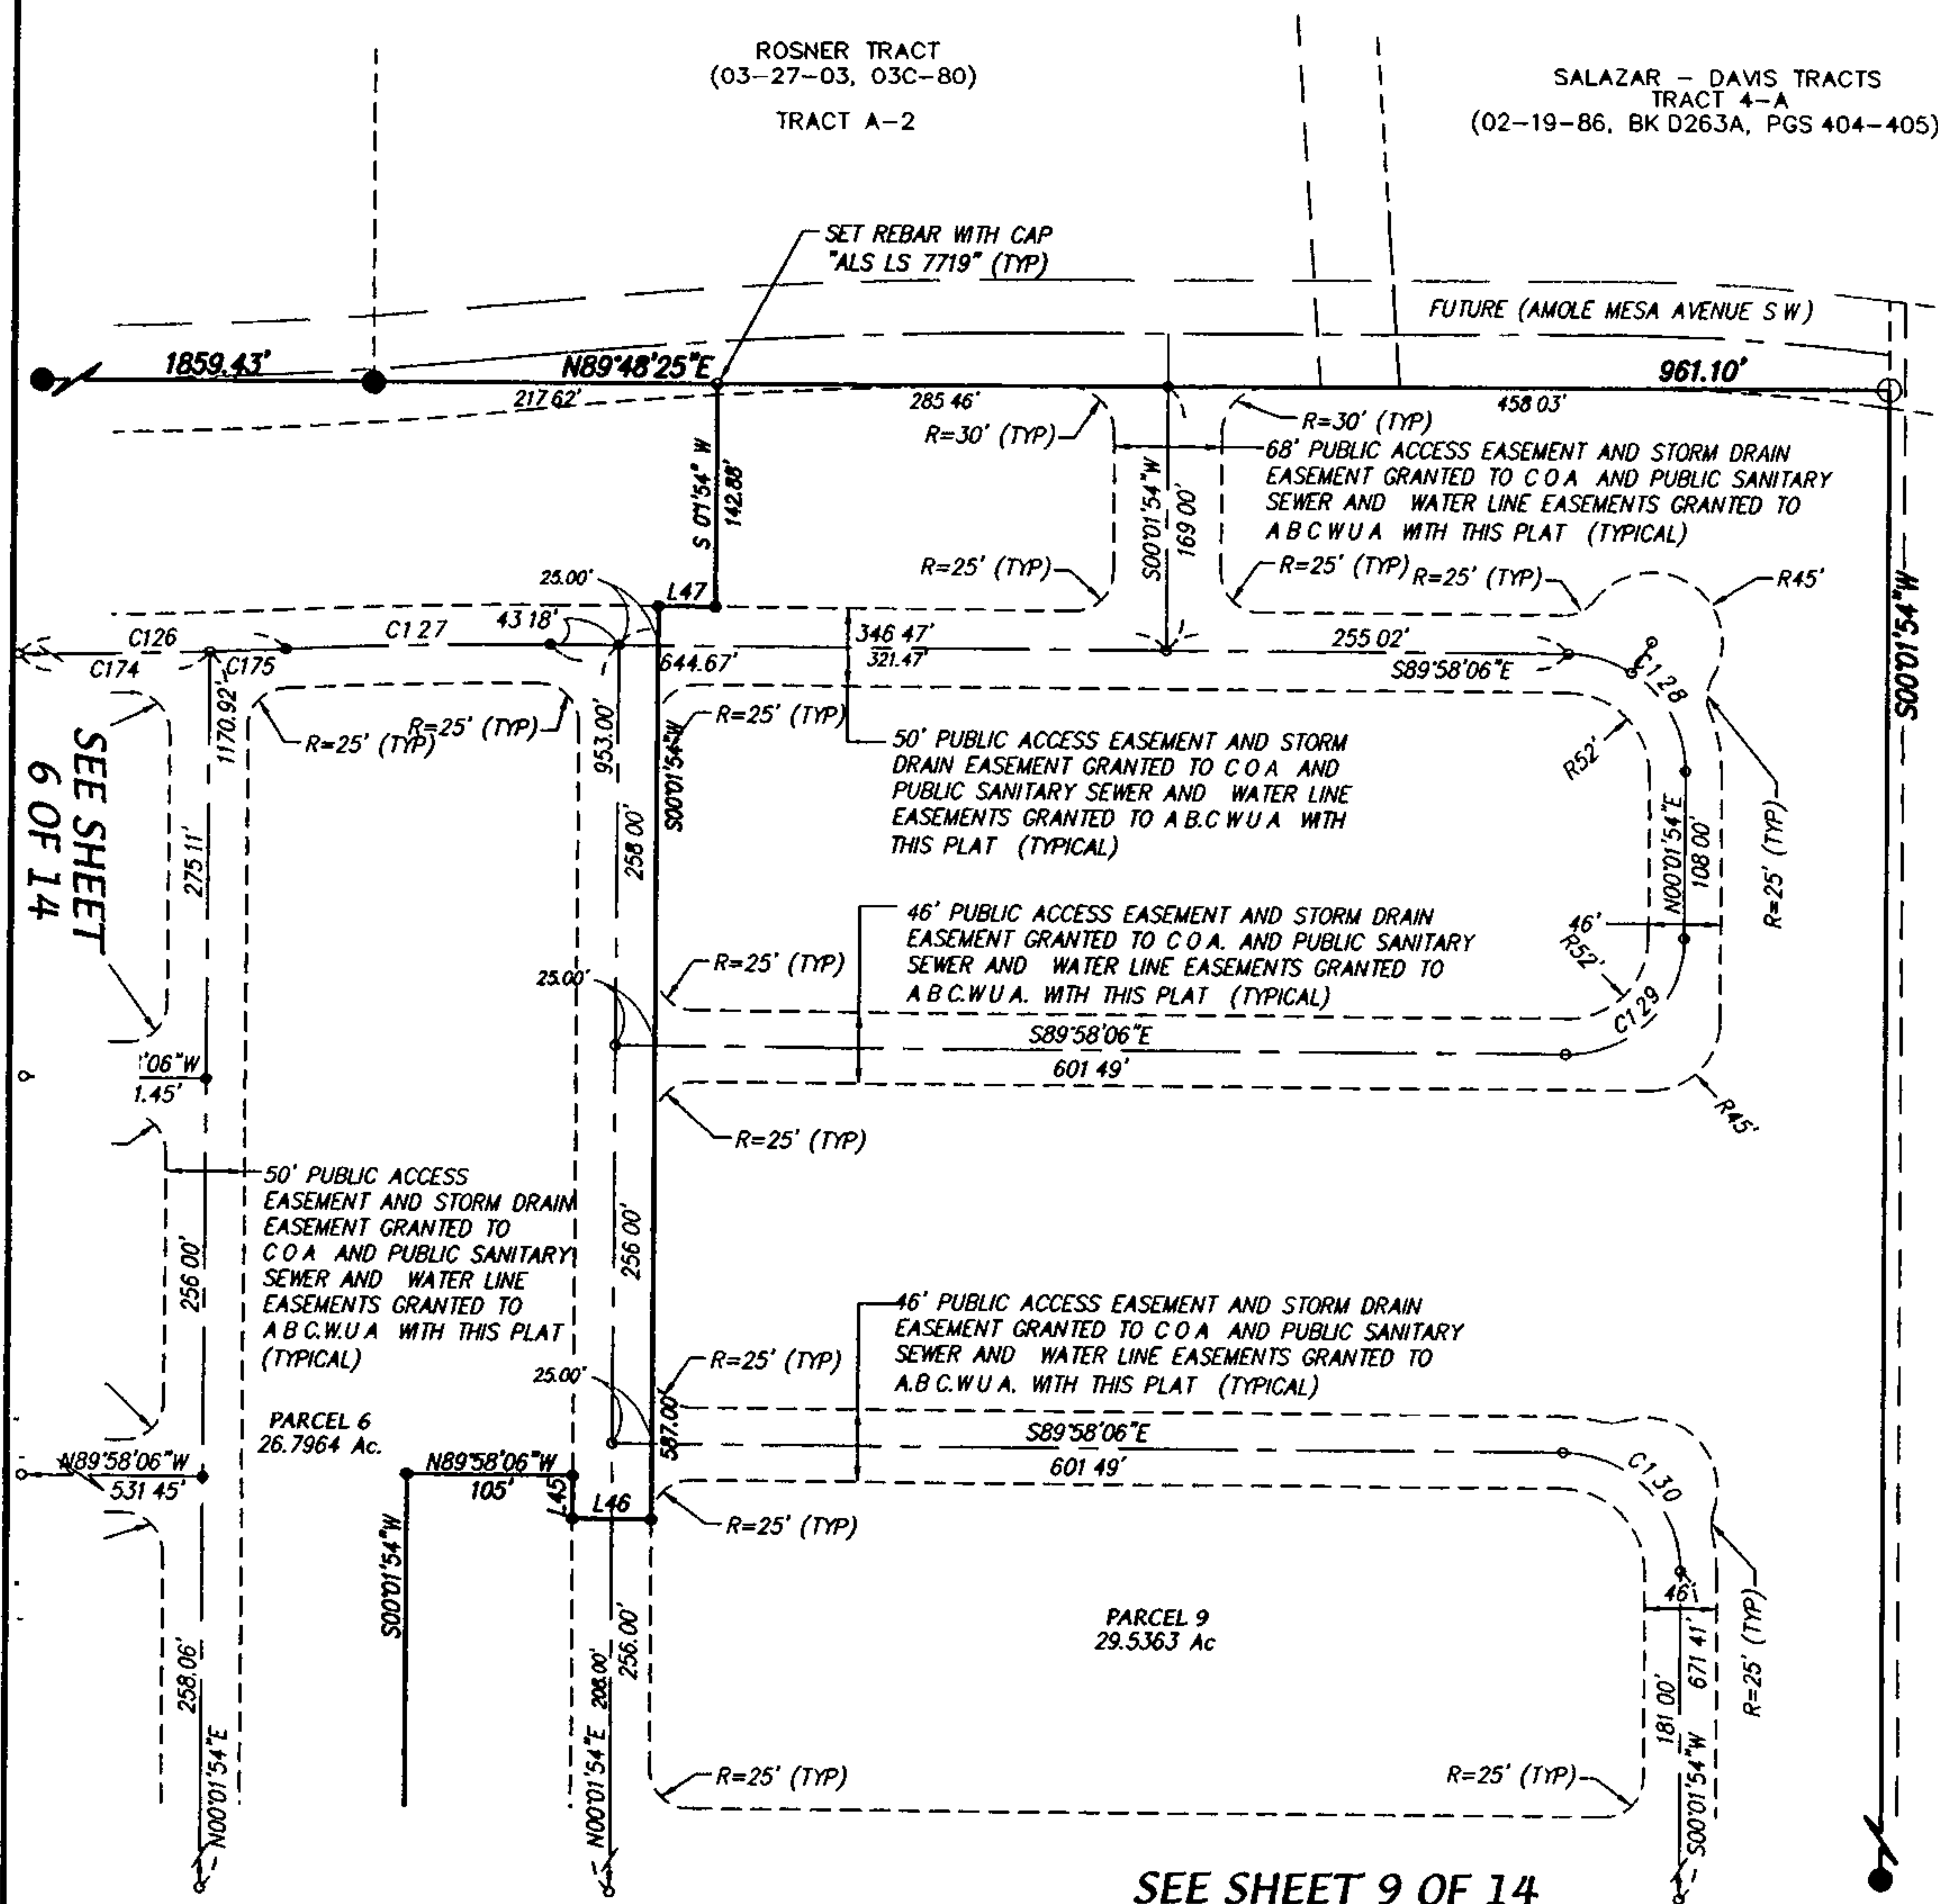 ROSNER TRACT
(03-27-03, 03C-80)
TRACT A-2
SALAZAR - DAVIS TRACTS
TRACT 4-A
(02-19-86, BK D263A, PGS 404-405)
SET REBAR WITH CAP
"ALS LS 7719" (TYP)
FUTURE (AMOLE MESA AVENUE S W)
1859.43'
N89°48'25"E
961.10'
217 62'
285 46'
458 03'
R=30' (TYP)
R=30' (TYP)
68' PUBLIC ACCESS EASEMENT AND STORM DRAIN
EASEMENT GRANTED TO C O A AND PUBLIC SANITARY
SEWER AND WATER LINE EASEMENTS GRANTED TO
A B C W U A WITH THIS PLAT (TYPICAL)
S 0°1'54" W
142.88'
S00°01'54"W
169 00'
R=25' (TYP)
R=25' (TYP)
R=25' (TYP)
R45'
S00°01'54"W
25.00'
L47
C126
C127
43 18'
C174
C175
644.67'
346 47'
321.47'
255 02'
S89°58'06"E
C128
1170.92'
R=25' (TYP)
R=25' (TYP)
953.00'
S00°01'54"W
R=25' (TYP)
SEE SHEET
6 OF 14
50' PUBLIC ACCESS EASEMENT AND STORM
DRAIN EASEMENT GRANTED TO C O A AND
PUBLIC SANITARY SEWER AND WATER LINE
EASEMENTS GRANTED TO A B.C W U A WITH
THIS PLAT (TYPICAL)
R52'
N00°01'54"E
108 00'
R=25' (TYP)
275 11'
258 00'
46' PUBLIC ACCESS EASEMENT AND STORM DRAIN
EASEMENT GRANTED TO C O A. AND PUBLIC SANITARY
SEWER AND WATER LINE EASEMENTS GRANTED TO
A B C.W U A. WITH THIS PLAT (TYPICAL)
46'
R52'
R=25' (TYP)
25.00'
S89°58'06"E
601 49'
C129
R45'
'06"W
1.45'
R=25' (TYP)
50' PUBLIC ACCESS
EASEMENT AND STORM DRAIN
EASEMENT GRANTED TO
C O A AND PUBLIC SANITARY
SEWER AND WATER LINE
EASEMENTS GRANTED TO
A B C.W.U A WITH THIS PLAT
(TYPICAL)
256 00'
256 00'
46' PUBLIC ACCESS EASEMENT AND STORM DRAIN
EASEMENT GRANTED TO C O A AND PUBLIC SANITARY
SEWER AND WATER LINE EASEMENTS GRANTED TO
A.B C.W U A. WITH THIS PLAT (TYPICAL)
R=25' (TYP)
25.00'
PARCEL 6
26.7964 Ac.
587.00'
S89°58'06"E
601 49'
C130
N89°58'06"W
531 45'
N89°58'06"W
105'
L45
L46
R=25' (TYP)
S00°01'54"W
PARCEL 9
29.5363 Ac
46'
258.06'
N00°01'54"E
N00°01'54"E 208.00'
256.00'
181 00'
S00°01'54"W 671 41'
R=25' (TYP)
R=25' (TYP)
R=25' (TYP)
SEE SHEET 9 OF 14